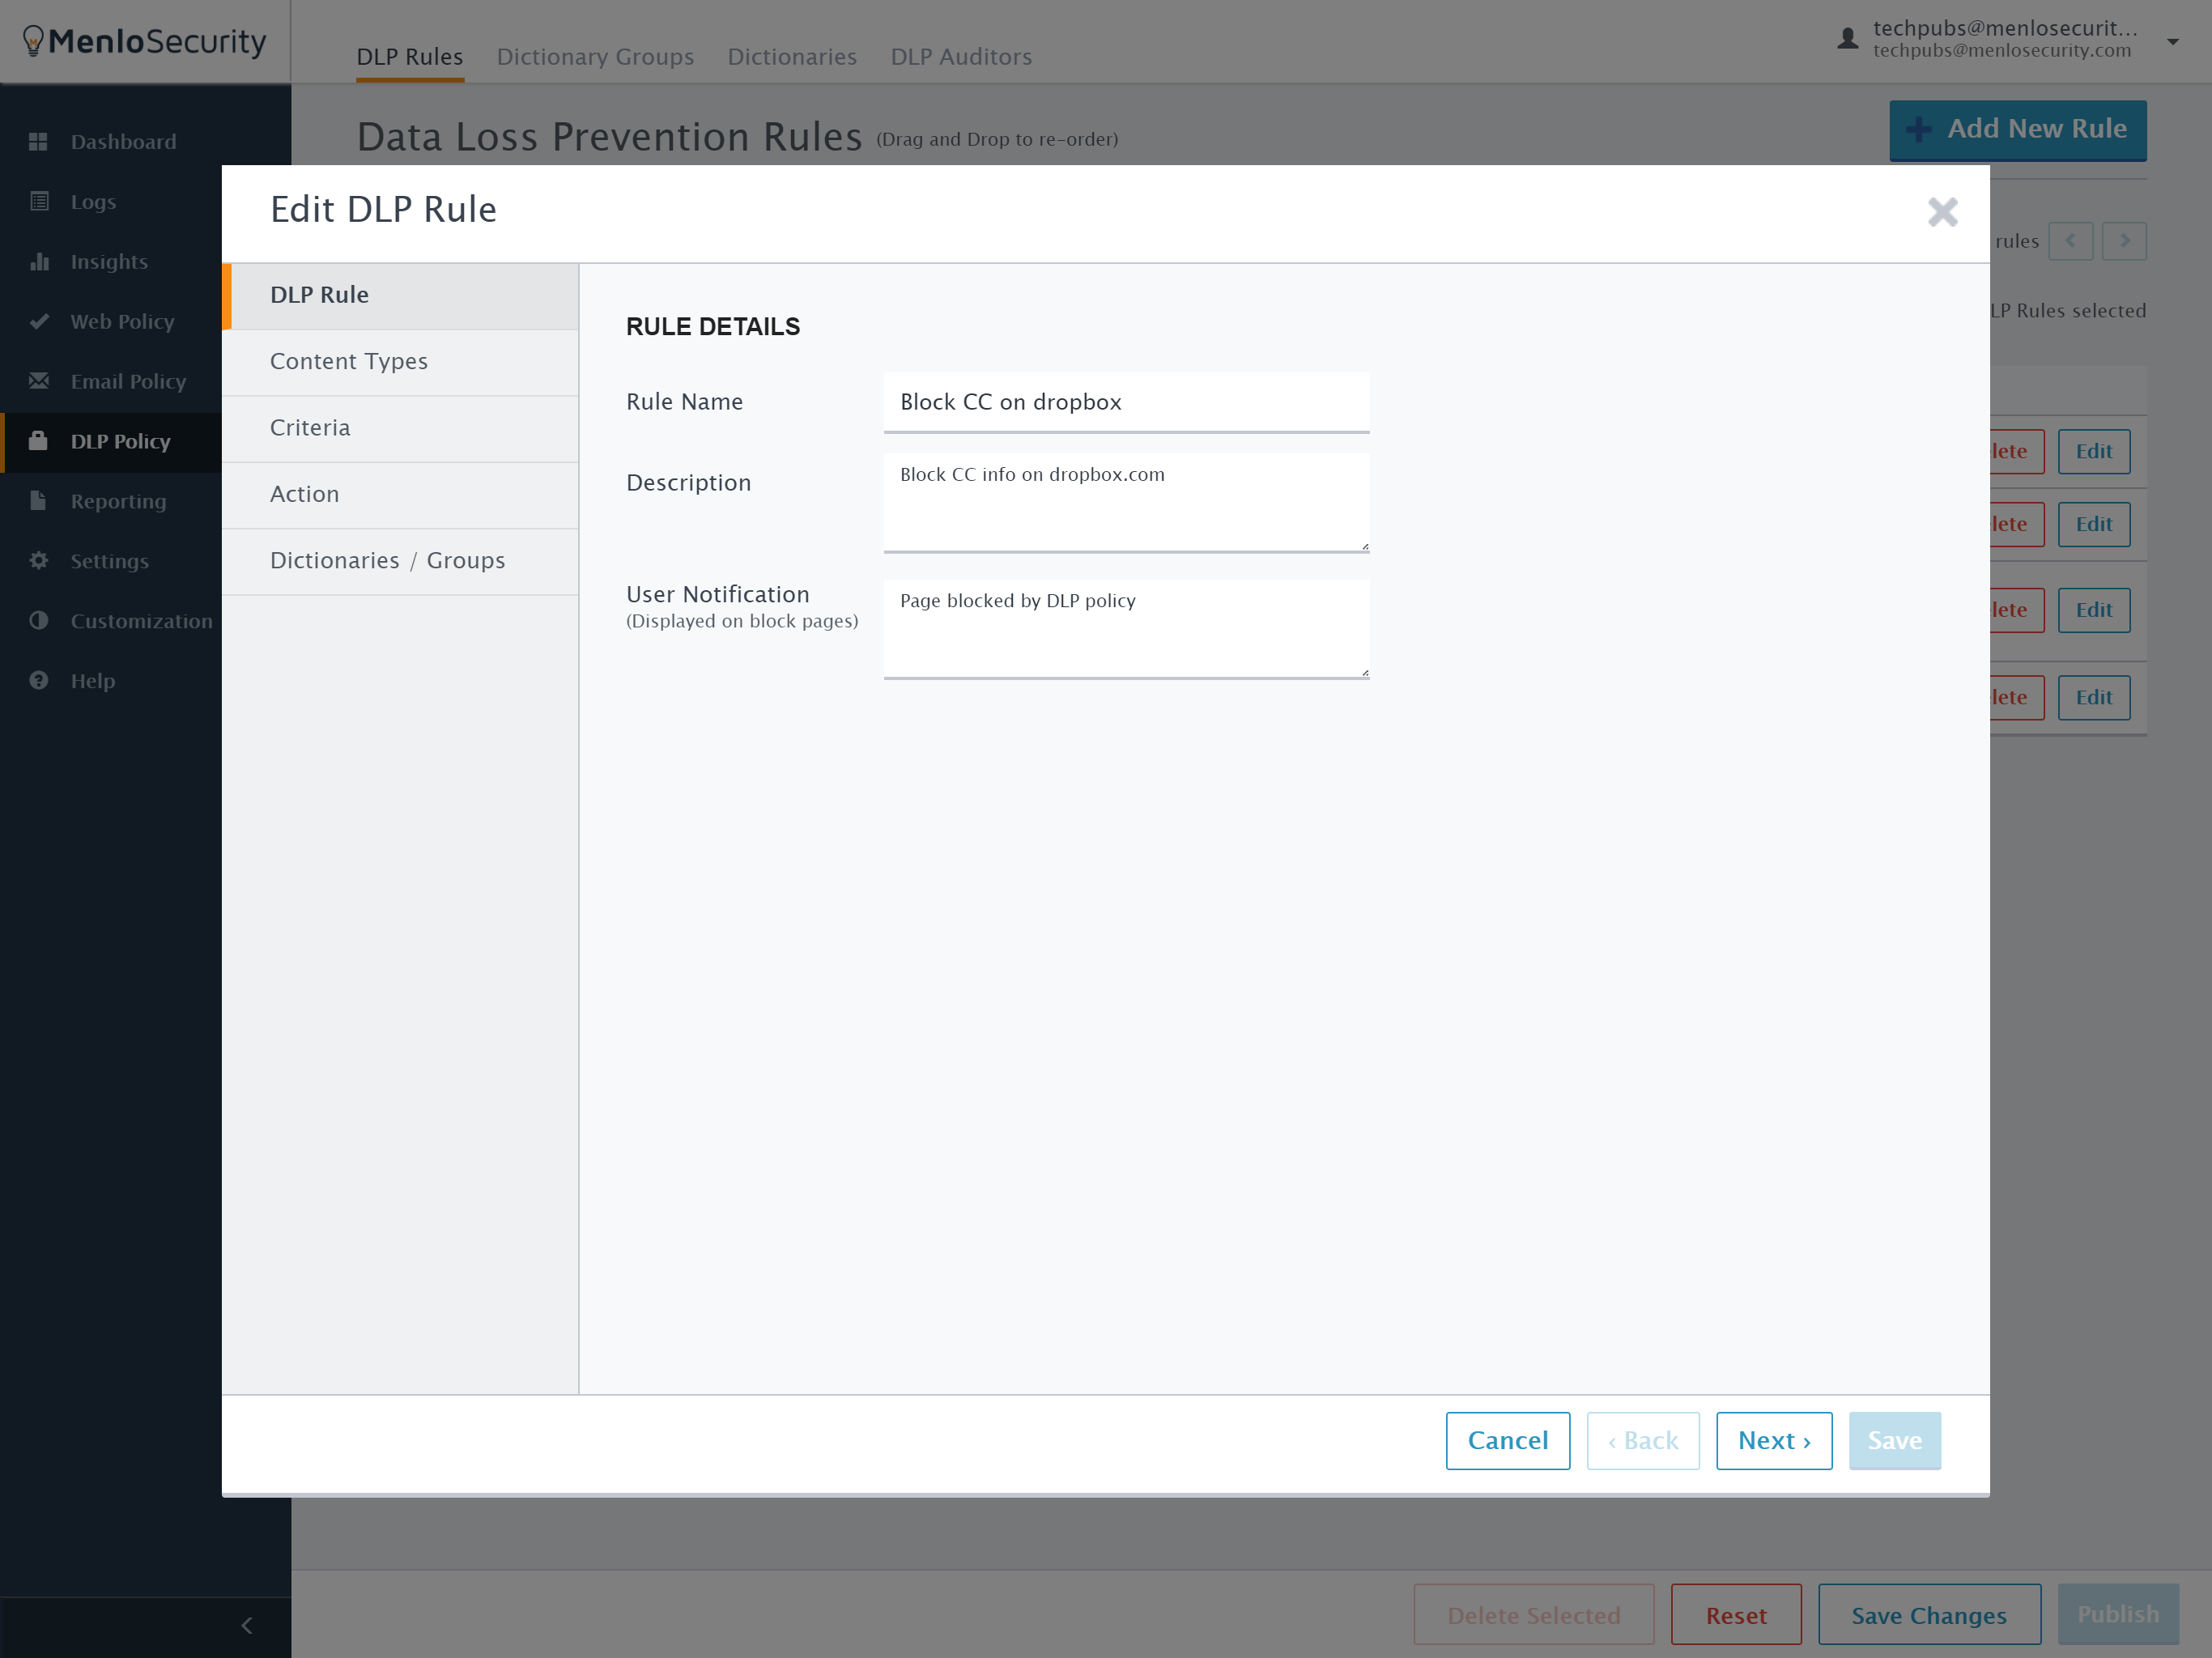 MenloSecurity
DLP Rules Dictionary Groups Dictionaries DLP Auditors
techpubs@menlosecurit...
techpubs@menlosecurity.com
Data Loss Prevention Rules (Drag and Drop to re-order)
Add New Rule
Dashboard
Logs
Insights
Web Policy
Email Policy
DLP Policy
Reporting
Settings
Customization
Help
rules
LP Rules selected
lete Edit
lete Edit
lete Edit
lete Edit
Edit DLP Rule
DLP Rule
Content Types
Criteria
Action
Dictionaries / Groups
RULE DETAILS
Rule Name Block CC on dropbox
Description Block CC info on dropbox.com
User Notification Page blocked by DLP policy
(Displayed on block pages)
Cancel ‹ Back Next › Save
Delete Selected Reset Save Changes Publish